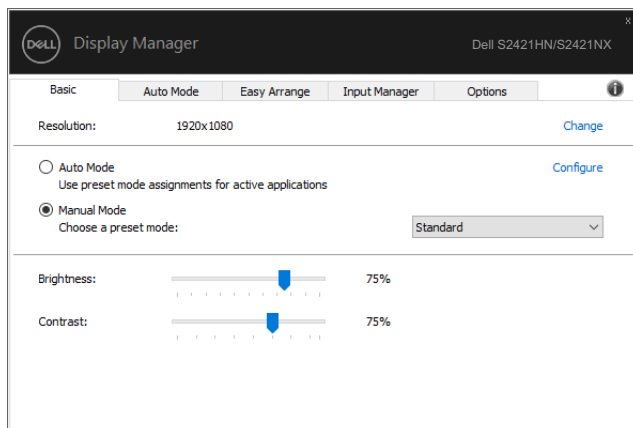 DELL Display Manager Dell S2421HN/S2421NX
x
Basic Auto Mode Easy Arrange Input Manager Options
Resolution: 1920x1080 Change
Auto Mode Configure
Use preset mode assignments for active applications
Manual Mode
Choose a preset mode: Standard
Brightness: 75%
Contrast: 75%